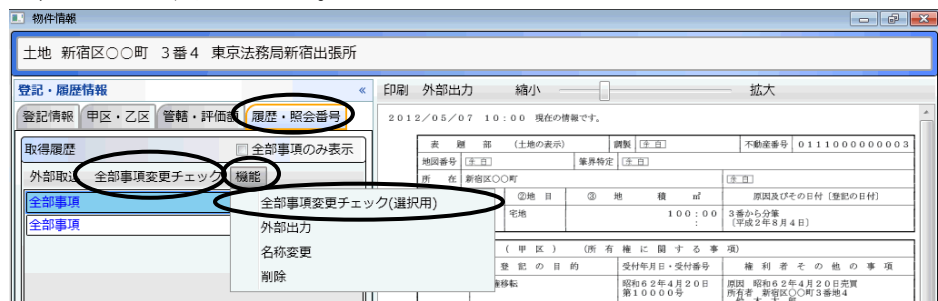 物件情報
土地 新宿区○○町 3番4 東京法務局新宿出張所
登記・履歴情報 «
登記情報 甲区・乙区 管轄・評価額 履歴・照会番号
取得履歴 全部事項のみ表示
外部取込 全部事項変更チェック 機能
全部事項
全部事項
全部事項変更チェック(選択用)
外部出力
名称変更
削除
印刷 外部出力 縮小 拡大
2012/05/07 10:00 現在の情報です。
表 題 部 (土地の表示) 調製 余白 不動産番号 0111000000003
地図番号 余白 筆界特定 余白
所 在 新宿区○○町 余白
②地 目 ③ 地 積 ㎡ 原因及びその日付〔登記の日付〕
宅地 100:00 3番から分筆
: 〔平成2年8月4日〕
(甲区) (所有権に関する事項)
登記の目的 受付年月日・受付番号 権利者その他の事項
権移転 昭和62年4月20日 原因 昭和62年4月20日売買
第10000号 所有者 新宿区○○町3番地4